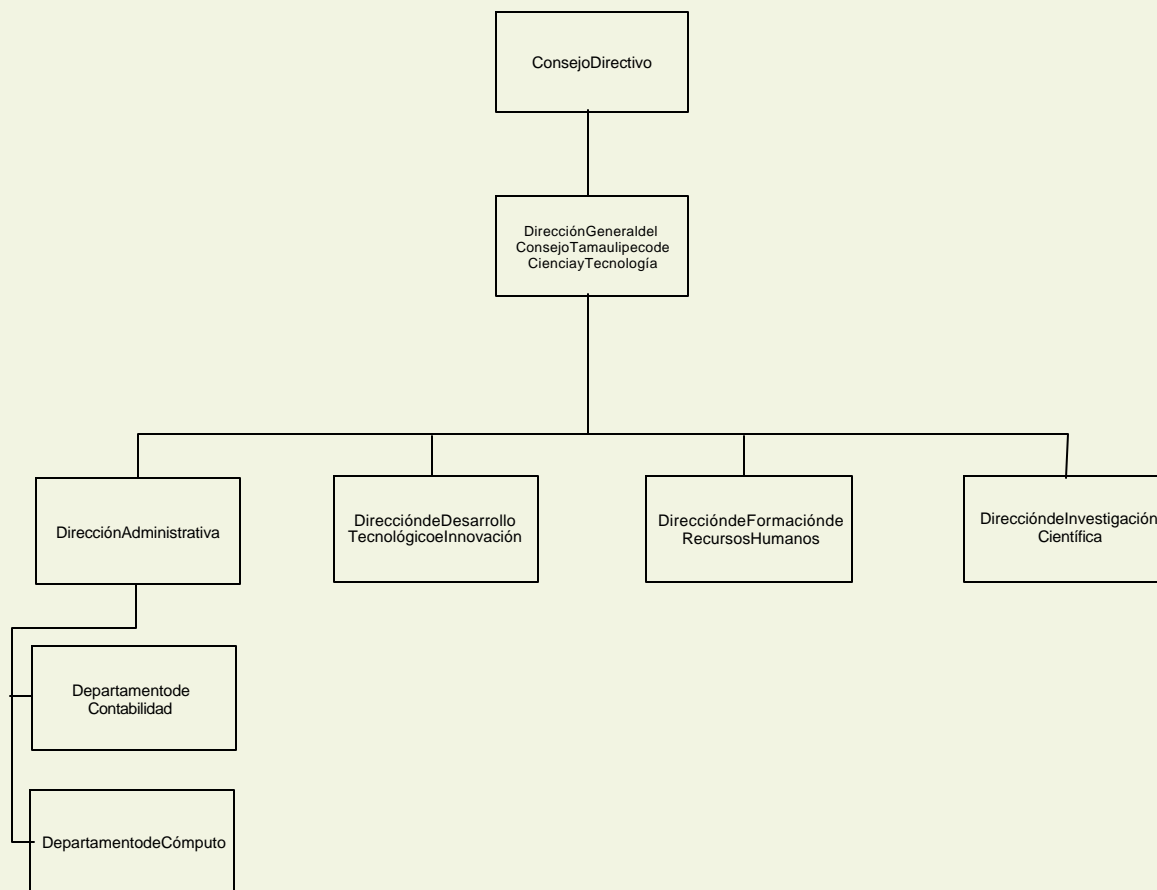 ConsejoDirectivo
DirecciónGeneraldel
ConsejoTamaulipecode
CienciayTecnología
DirecciónAdministrativa
DireccióndeDesarrollo
TecnológicoeInnovación
DireccióndeFormaciónde
RecursosHumanos
DireccióndeInvestigación
Científica
Departamentode
Contabilidad
DepartamentodeCómputo